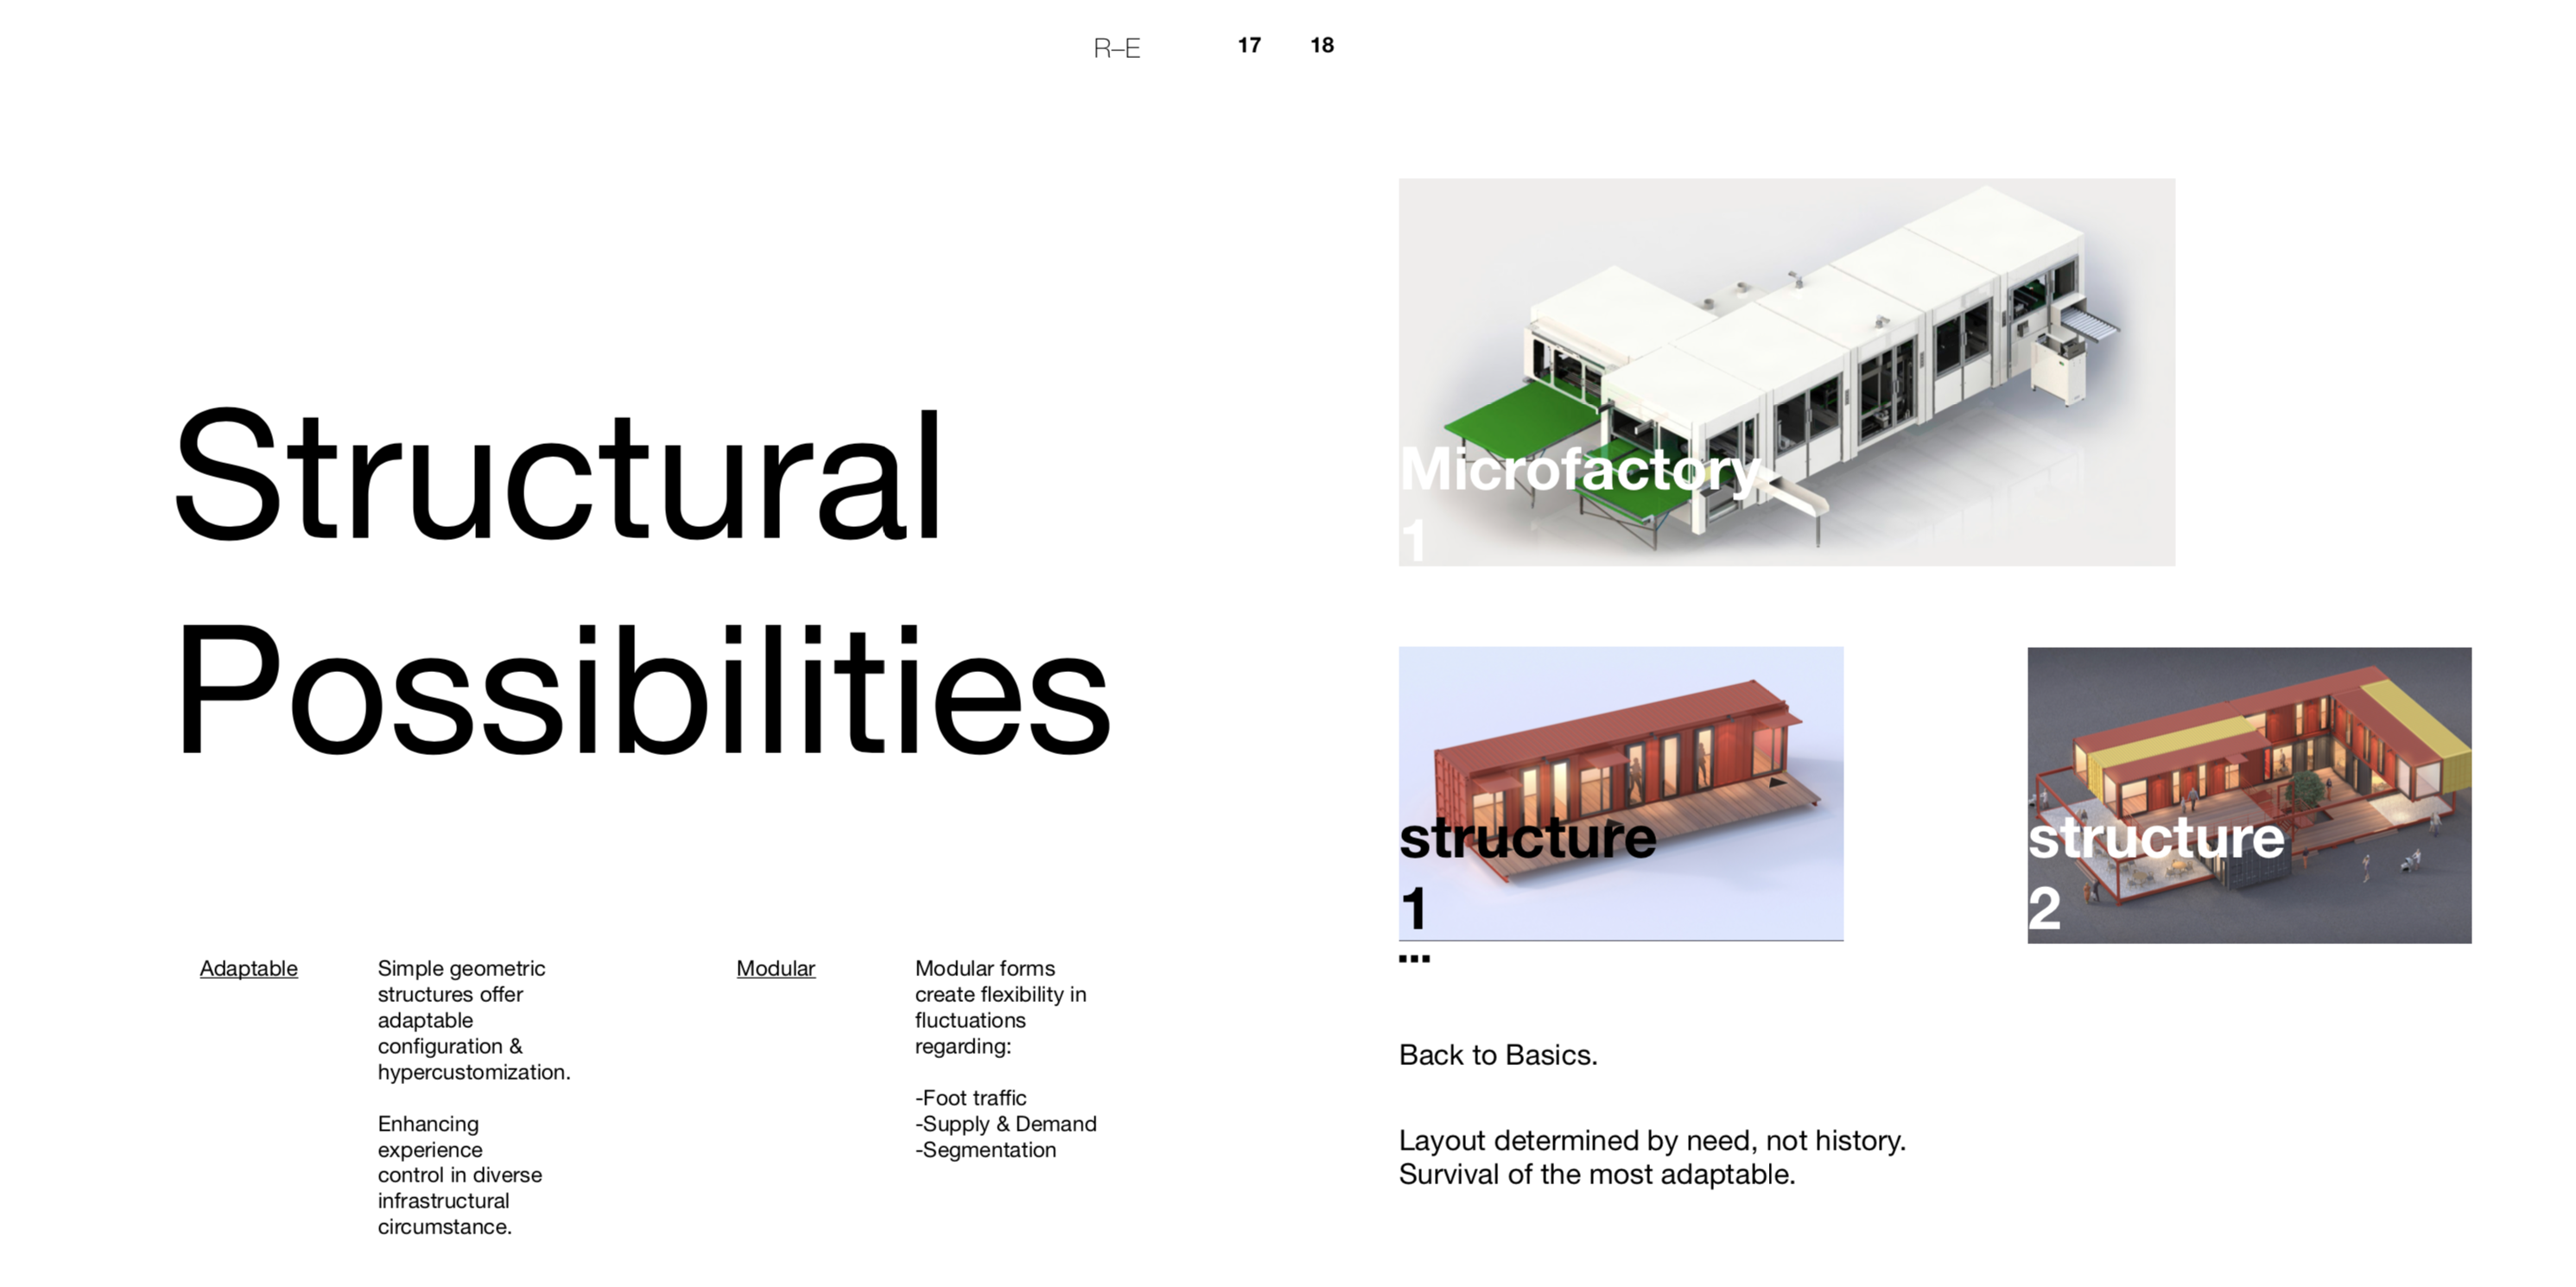 R–E
17
18
Structural
Possibilities
Adaptable
Simple geometric
structures offer
adaptable
configuration &
hypercustomization.
Enhancing
experience
control in diverse
infrastructural
circumstance.
Modular
Modular forms
create flexibility in
fluctuations
regarding:
-Foot traffic
-Supply & Demand
-Segmentation
Microfactory
1
structure
1
...
structure
2
Back to Basics.
Layout determined by need, not history.
Survival of the most adaptable.